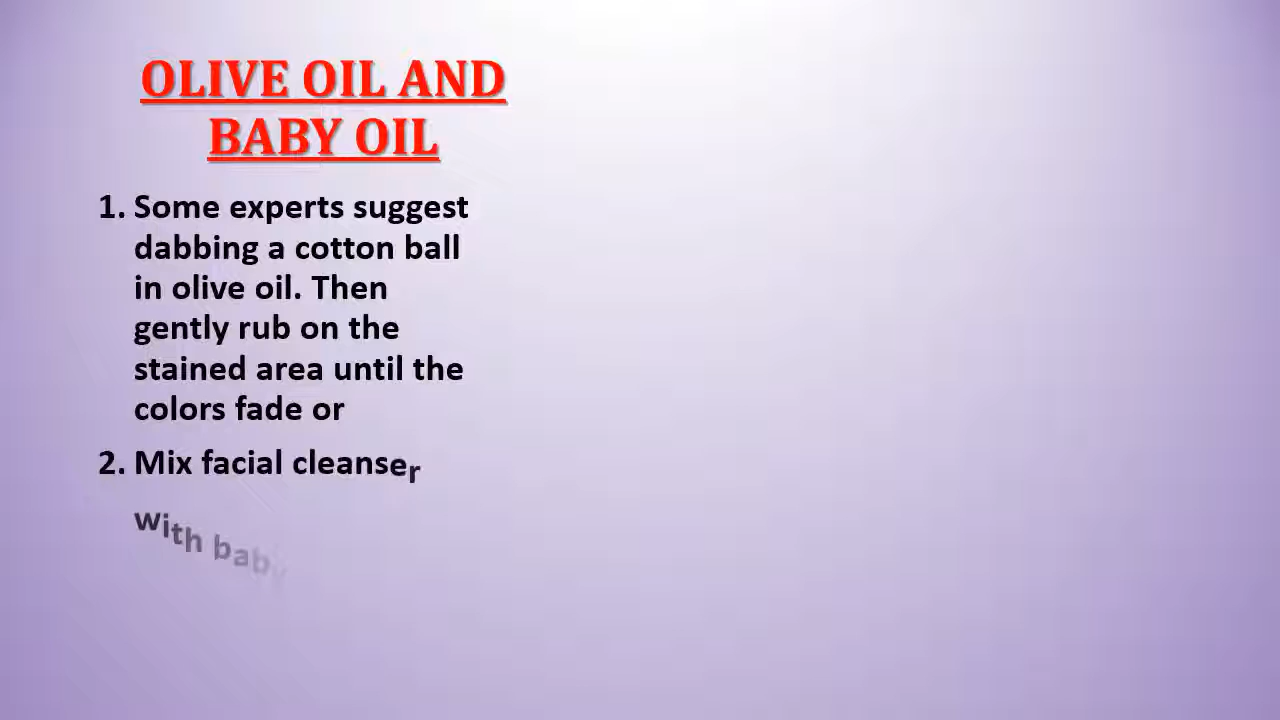 OLIVE OIL AND
BABY OIL
1. Some experts suggest
dabbing a cotton ball
in olive oil. Then
gently rub on the
stained area until the
colors fade or
2. Mix facial cleanser
with baby